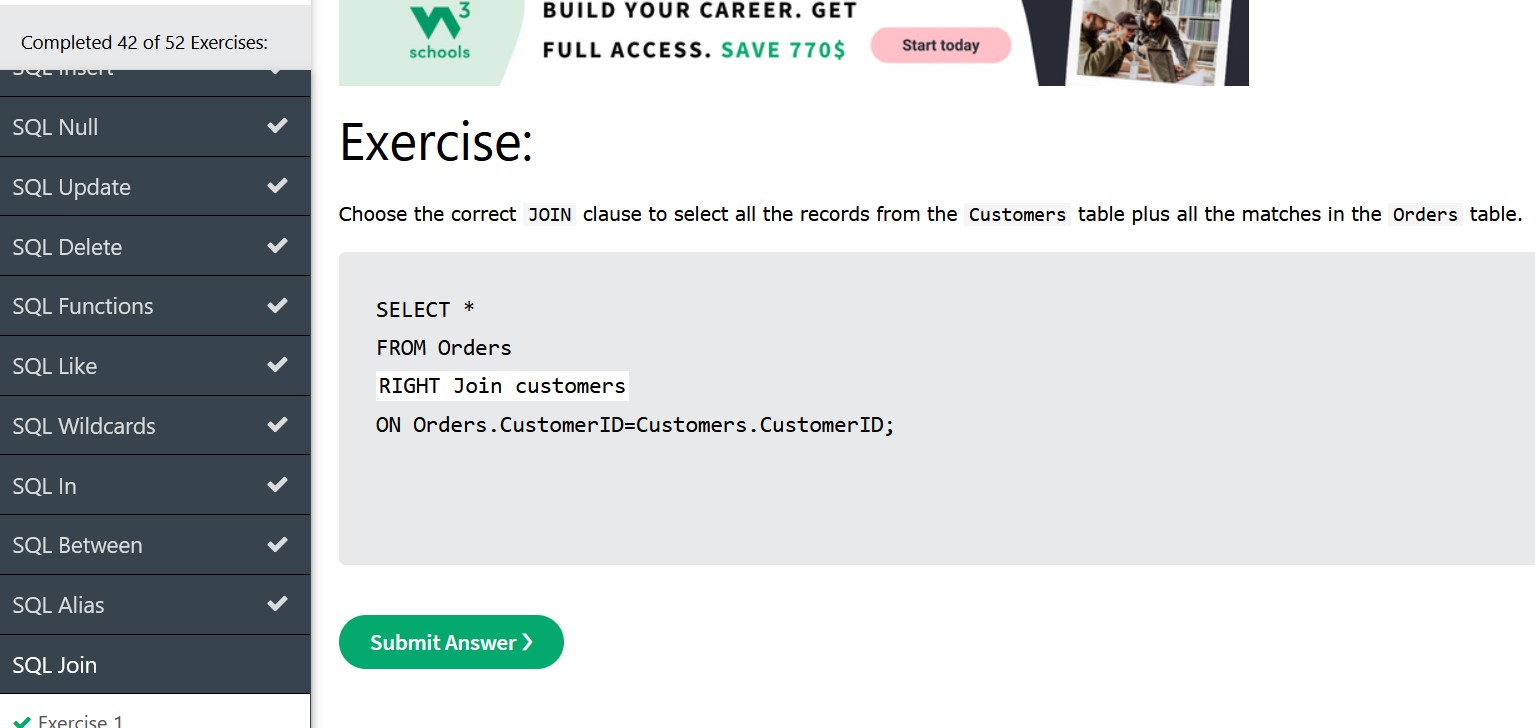 Completed 42 of 52 Exercises:
SQL Insert
SQL Null
SQL Update
SQL Delete
SQL Functions
SQL Like
SQL Wildcards
SQL In
SQL Between
SQL Alias
SQL Join
Exercise 1
3
schools
BUILD YOUR CAREER. GET
FULL ACCESS. SAVE 770$
Start today
Exercise:
Choose the correct JOIN clause to select all the records from the Customers table plus all the matches in the Orders table.
SELECT *
FROM Orders
RIGHT Join customers
ON Orders.CustomerID=Customers.CustomerID;
Submit Answer ❯